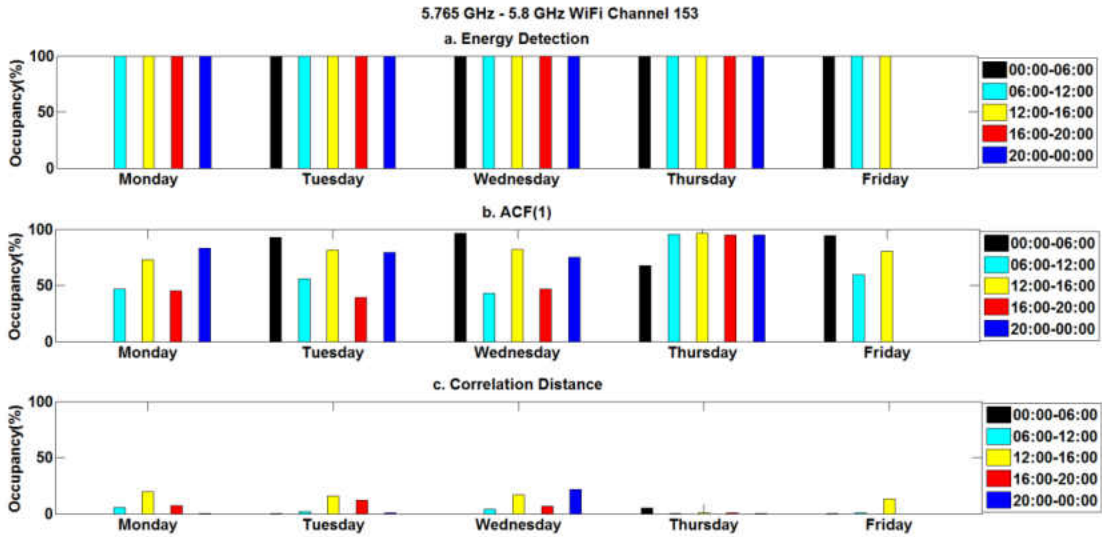 5.765 GHz - 5.8 GHz WiFi Channel 153
a. Energy Detection
Occupancy(%)
100
50
0
Monday Tuesday Wednesday Thursday Friday
00:00-06:00
06:00-12:00
12:00-16:00
16:00-20:00
20:00-00:00
b. ACF(1)
Occupancy(%)
100
50
0
Monday Tuesday Wednesday Thursday Friday
00:00-06:00
06:00-12:00
12:00-16:00
16:00-20:00
20:00-00:00
c. Correlation Distance
Occupancy(%)
100
50
0
Monday Tuesday Wednesday Thursday Friday
00:00-06:00
06:00-12:00
12:00-16:00
16:00-20:00
20:00-00:00